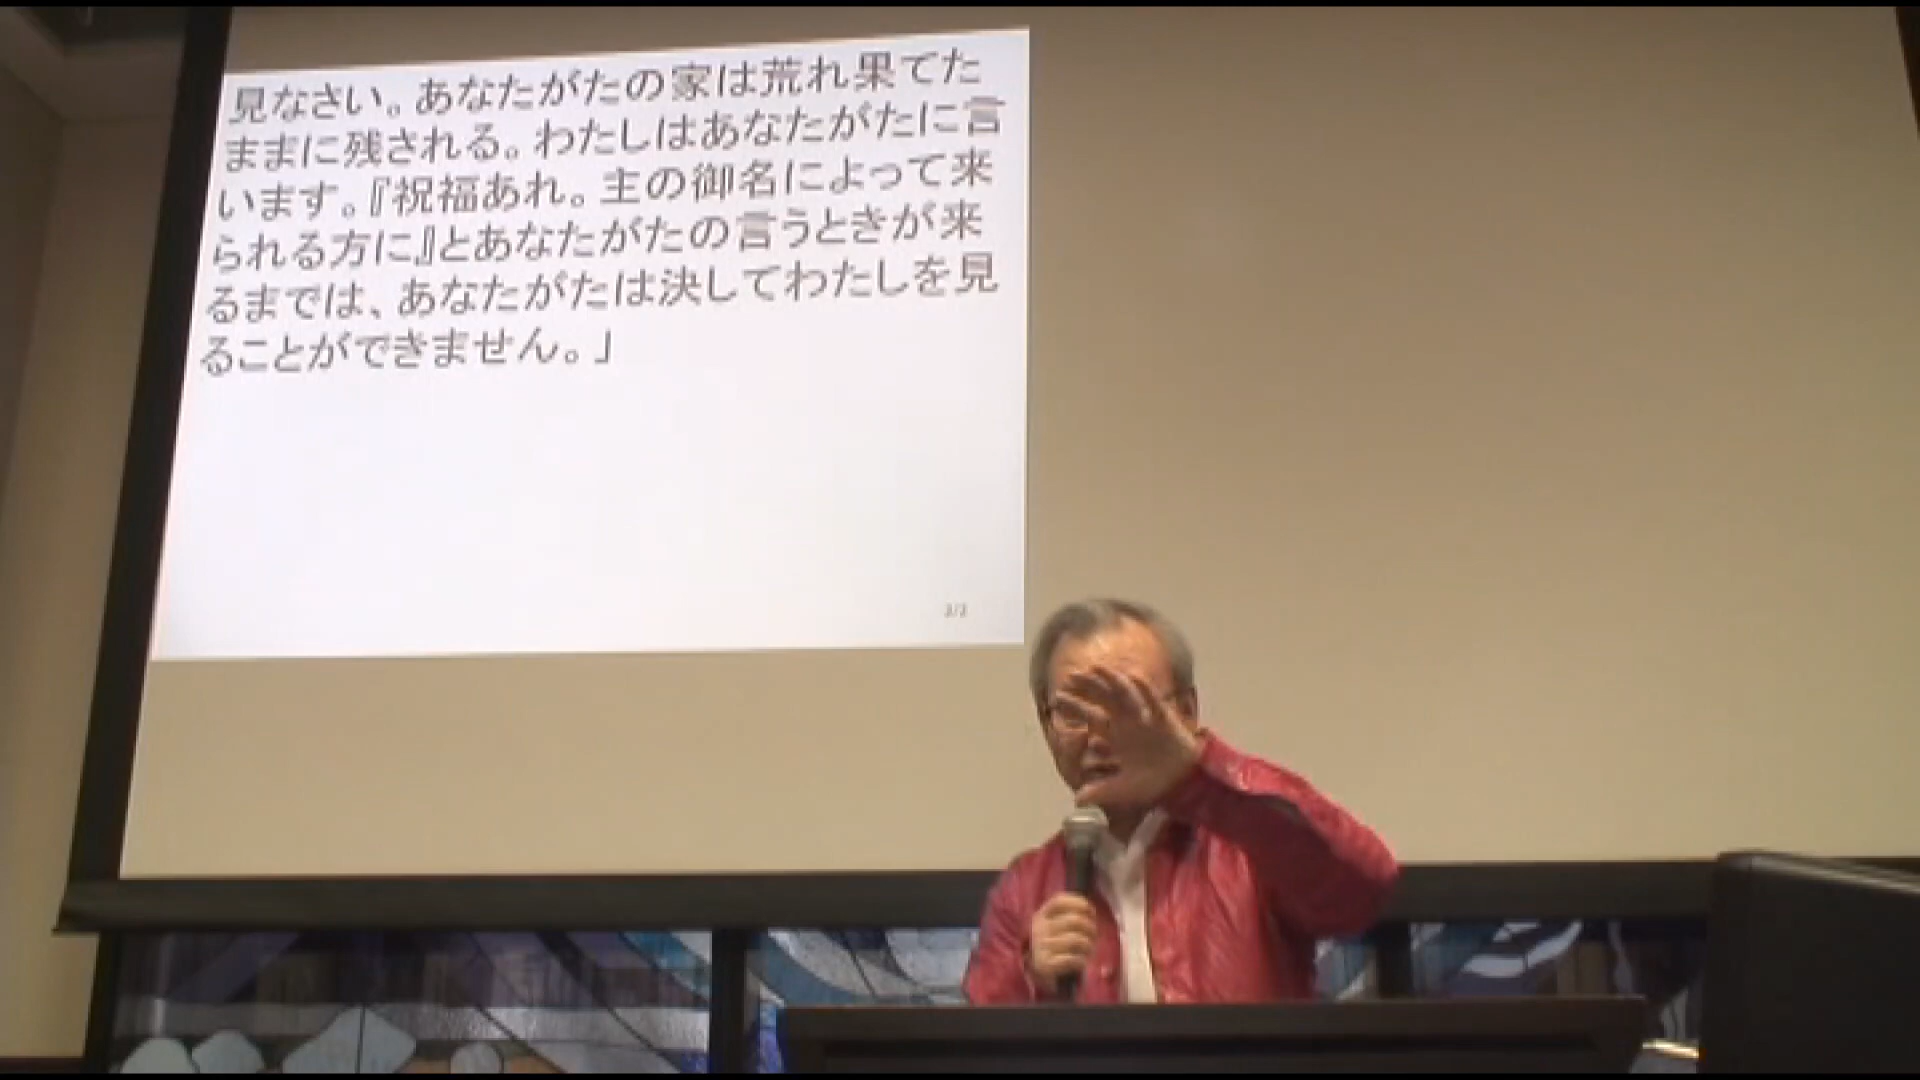 見なさい。あなたがたの家は荒れ果てた
ままに残される。わたしはあなたがたに言
います。『祝福あれ。主の御名によって来
られる方に』とあなたがたの言うときが来
るまでは、あなたがたは決してわたしを見
ることができません。」